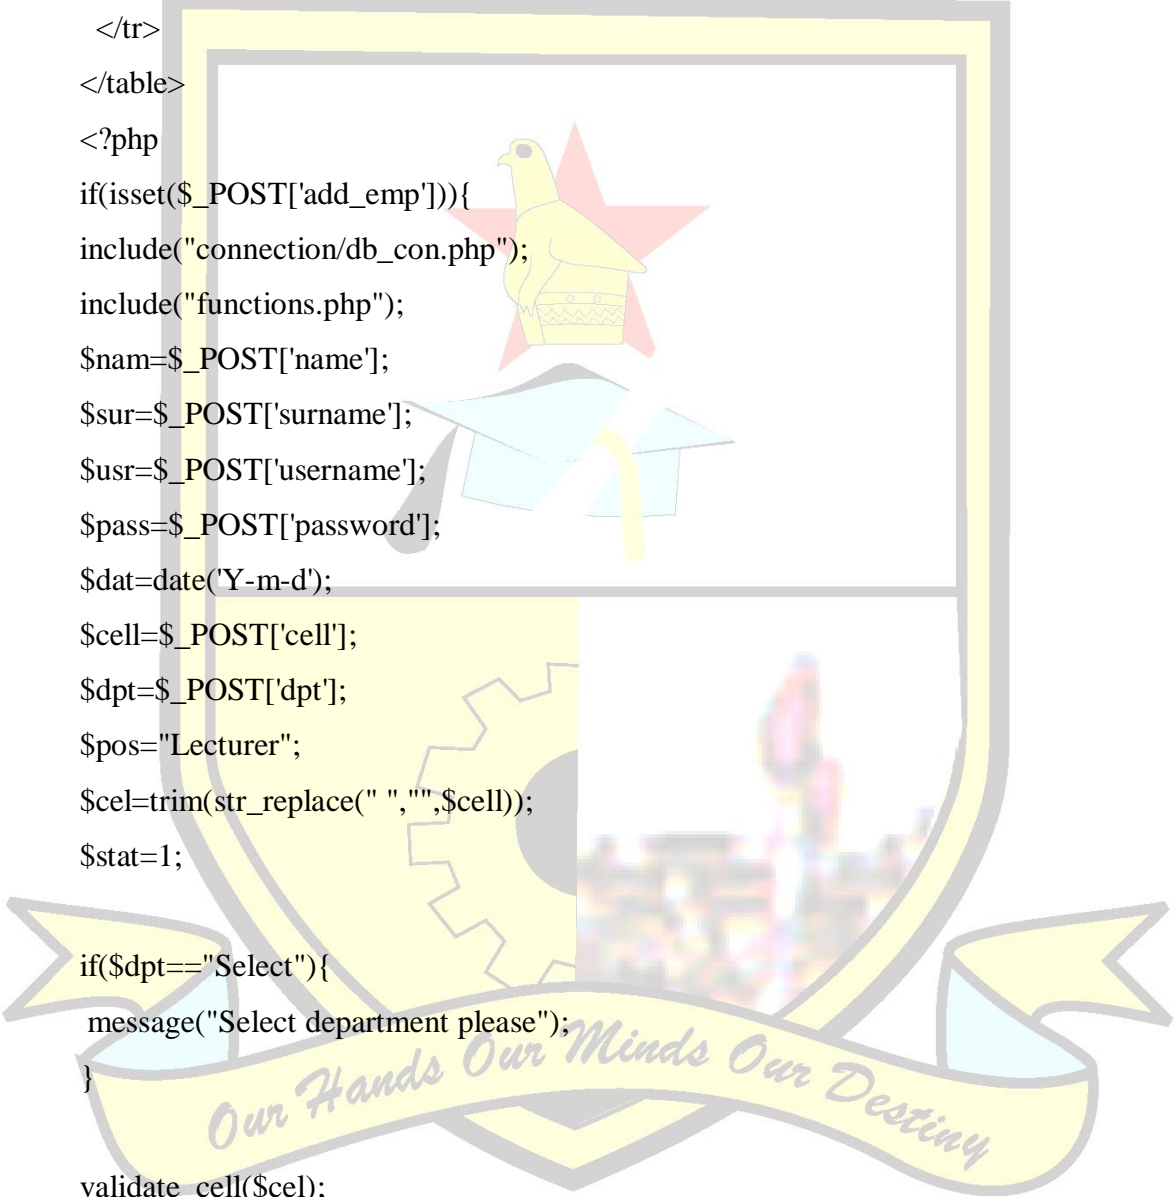 </tr>
</table>
<?php
if(isset($_POST['add_emp'])){
include("connection/db_con.php");
include("functions.php");
$nam=$_POST['name'];
$sur=$_POST['surname'];
$usr=$_POST['username'];
$pass=$_POST['password'];
$dat=date('Y-m-d');
$cell=$_POST['cell'];
$dpt=$_POST['dpt'];
$pos="Lecturer";
$cel=trim(str_replace(" ","",$cell));
$stat=1;
if($dpt=="Select"){
message("Select department please");
}
Our Hands Our Minds Our Destiny
validate_cell($cel);